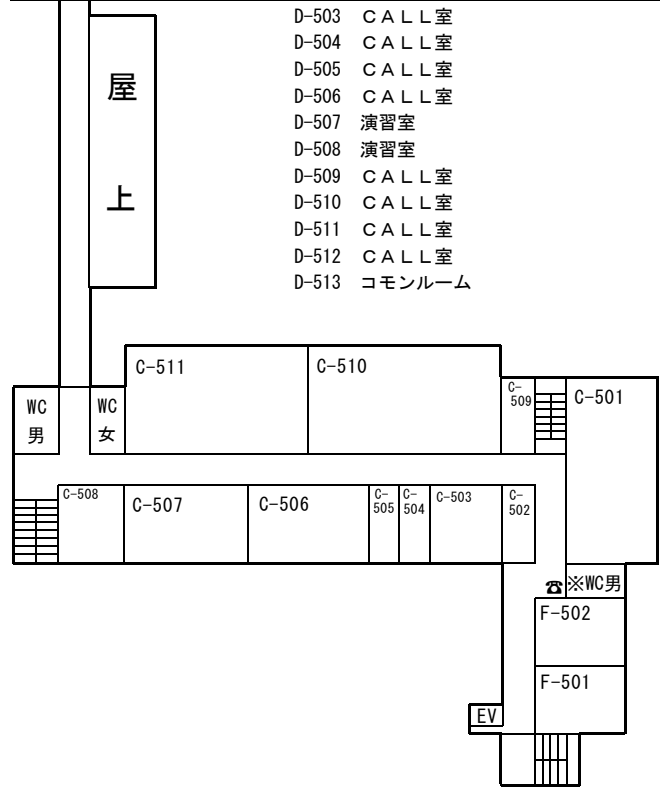 D-503 ＣＡＬＬ室
D-504 ＣＡＬＬ室
D-505 ＣＡＬＬ室
D-506 ＣＡＬＬ室
D-507 演習室
D-508 演習室
D-509 ＣＡＬＬ室
D-510 ＣＡＬＬ室
D-511 ＣＡＬＬ室
D-512 ＣＡＬＬ室
D-513 コモンルーム
屋
上
C-511
C-510
C-
509
C-501
WC
男
WC
女
C-508
C-507
C-506
C-
505
C-
504
C-503
C-
502
☎※WC男
F-502
F-501
EV